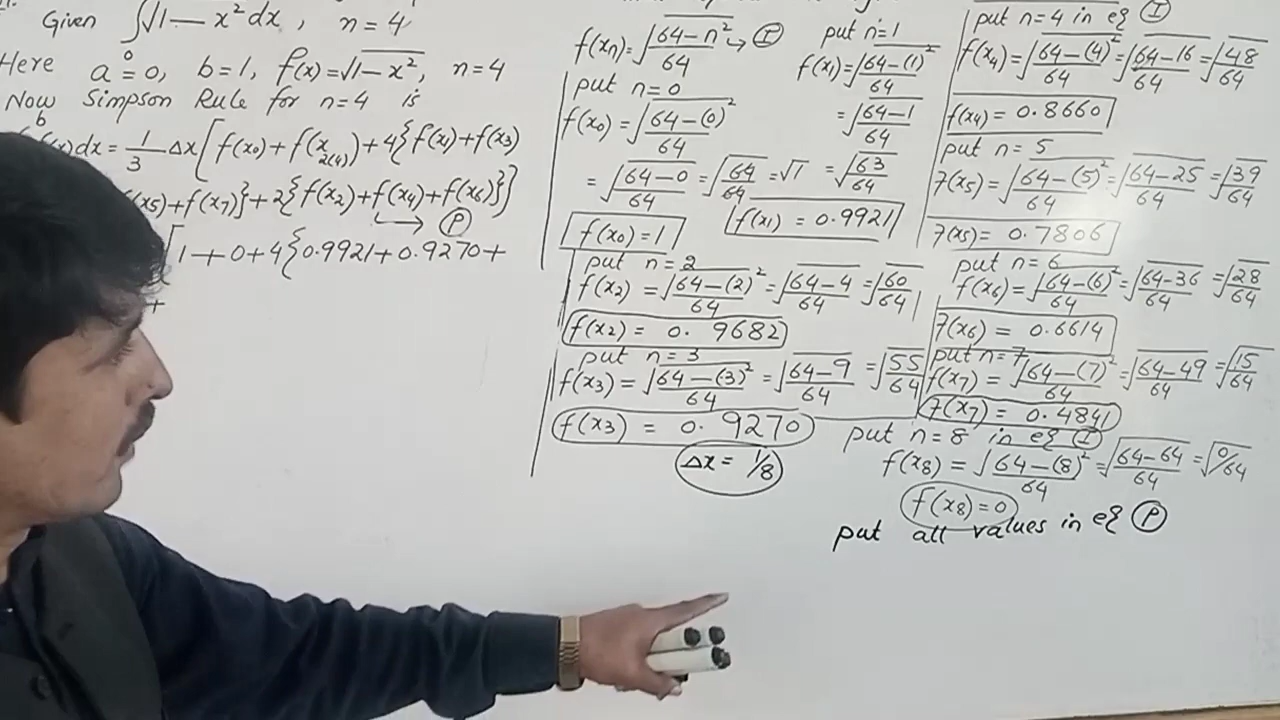 Given ∫₀¹ √1 — x² dx, n = 4
Here a = 0, b = 1, f(x) = √1 - x², n = 4
Now Simpson Rule for n = 4 is
b
dx = 1/3 Δx [f(x₀) + f(x₂₍₄₎) + 4{f(x₁) + f(x₃)
(x₅) + f(x₇)} + 2{f(x₂) + f(x₄) + f(x₆)}] → (P)
[1 + 0 + 4{0.9921 + 0.9270 +
+
f(xₙ) = √(64 - n²)/64 → (I)
put n = 0
f(x₀) = √(64 - (0)²)/64
= √(64 - 0)/64 = √64/64 = √1
f(x₀) = 1
put n = 1
f(x₁) = √(64 - (1)²)/64
= √(64 - 1)/64
= √63/64
f(x₁) = 0.9921
put n = 2
f(x₂) = √(64 - (2)²)/64 = √(64 - 4)/64 = √60/64
f(x₂) = 0.9682
put n = 3
f(x₃) = √(64 - (3)²)/64 = √(64 - 9)/64 = √55/64
f(x₃) = 0.9270
Δx = 1/8
put n = 4 in eq (I)
f(x₄) = √(64 - (4)²)/64 = √(64 - 16)/64 = √48/64
f(x₄) = 0.8660
put n = 5
f(x₅) = √(64 - (5)²)/64 = √(64 - 25)/64 = √39/64
f(x₅) = 0.7806
put n = 6
f(x₆) = √(64 - (6)²)/64 = √(64 - 36)/64 = √28/64
f(x₆) = 0.6614
put n = 7
f(x₇) = √(64 - (7)²)/64 = √(64 - 49)/64 = √15/64
f(x₇) = 0.4841
put n = 8 in eq (I)
f(x₈) = √(64 - (8)²)/64 = √(64 - 64)/64 = √0/64
f(x₈) = 0
put all values in eq (P)